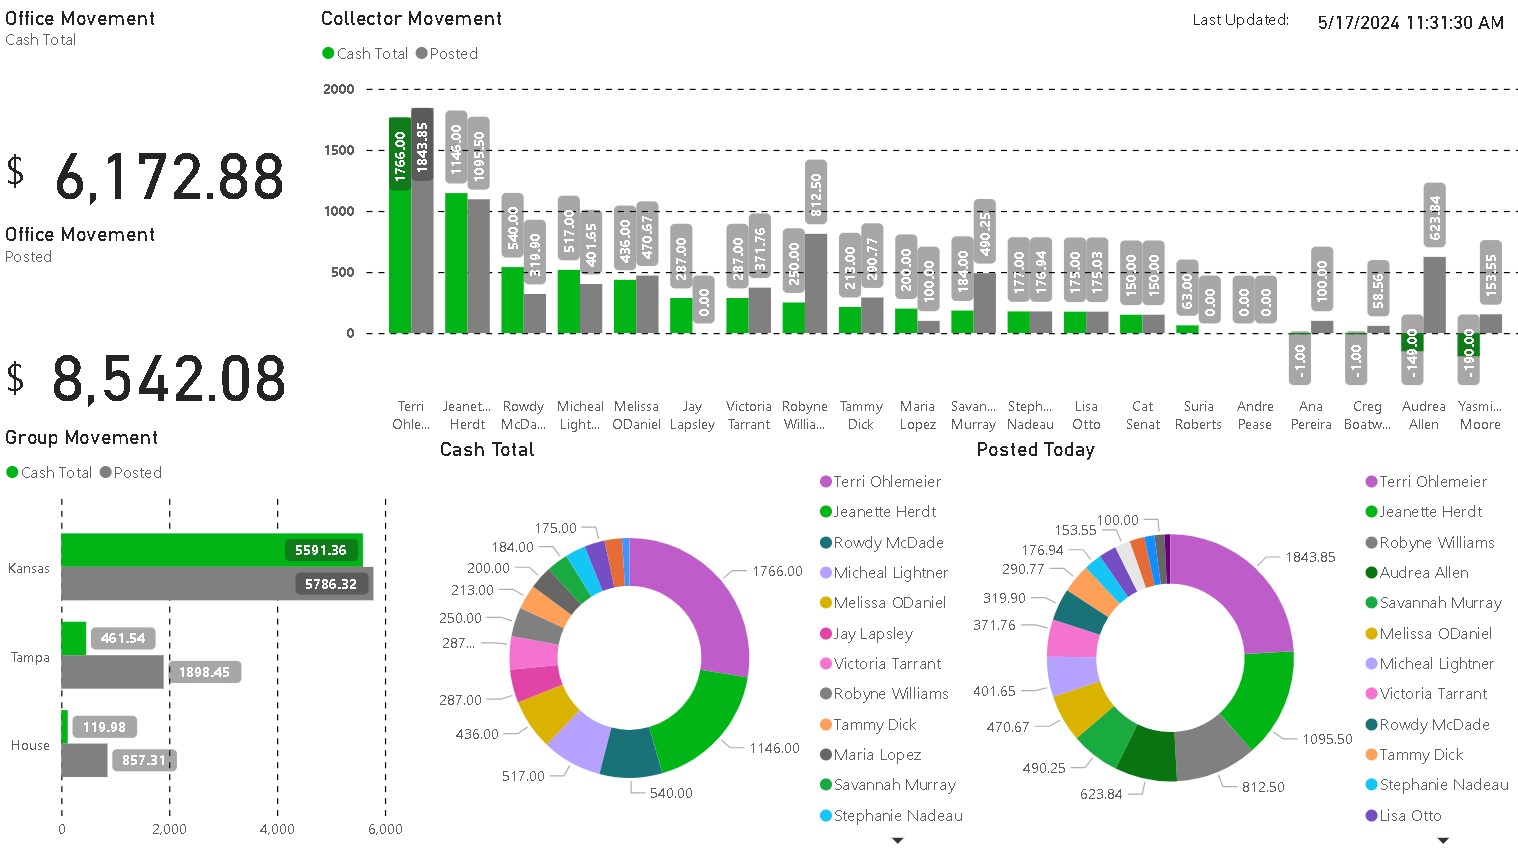 Office Movement
Cash Total
$ 6,172.88
Office Movement
Posted
$ 8,542.08
Collector Movement
Last Updated: 5/17/2024 11:31:30 AM
Cash Total Posted
2000
1500
1000
500
0
1766.00 1843.85
1146.00 1095.50
540.00 319.90
517.00 401.65
436.00 470.67
287.00 0.00
287.00 371.76
250.00 812.50
213.00 290.77
200.00 100.00
184.00 490.25
177.00 176.94
175.00 175.03
150.00 150.00
63.00 0.00
0.00 0.00
-1.00 100.00
-1.00 58.56
-149.00 623.84
-190.00 153.55
Terri Ohle...
Jeanet... Herdt
Rowdy McDa...
Micheal Light...
Melissa ODaniel
Jay Lapsley
Victoria Tarrant
Robyne Willia...
Tammy Dick
Maria Lopez
Savan... Murray
Steph... Nadeau
Lisa Otto
Cat Senat
Suria Roberts
Andre Pease
Ana Pereira
Creg Boatw...
Audrea Allen
Yasmi... Moore
Group Movement
Cash Total Posted
Kansas
5591.36
5786.32
Tampa
461.54
1898.45
House
119.98
857.31
0 2,000 4,000 6,000
Cash Total
175.00
184.00
200.00
213.00
250.00
287...
287.00
436.00
517.00
540.00
1146.00
1766.00
Terri Ohlemeier
Jeanette Herdt
Rowdy McDade
Micheal Lightner
Melissa ODaniel
Jay Lapsley
Victoria Tarrant
Robyne Williams
Tammy Dick
Maria Lopez
Savannah Murray
Stephanie Nadeau
Posted Today
100.00
153.55
176.94
290.77
319.90
371.76
401.65
470.67
490.25
623.84
812.50
1095.50
1843.85
Terri Ohlemeier
Jeanette Herdt
Robyne Williams
Audrea Allen
Savannah Murray
Melissa ODaniel
Micheal Lightner
Victoria Tarrant
Rowdy McDade
Tammy Dick
Stephanie Nadeau
Lisa Otto